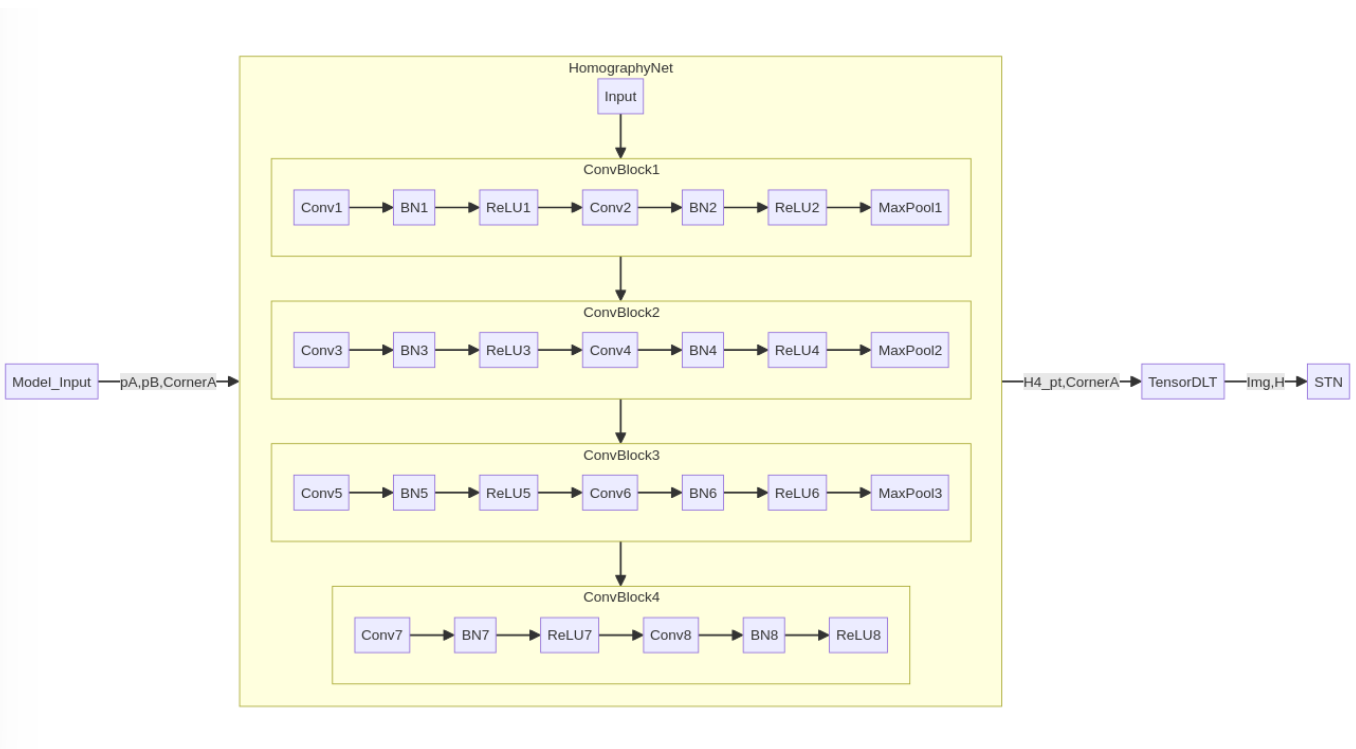 HomographyNet
Input
ConvBlock1
Conv1 BN1 ReLU1 Conv2 BN2 ReLU2 MaxPool1
ConvBlock2
Conv3 BN3 ReLU3 Conv4 BN4 ReLU4 MaxPool2
Model_Input pA,pB,CornerA H4_pt,CornerA TensorDLT Img,H STN
ConvBlock3
Conv5 BN5 ReLU5 Conv6 BN6 ReLU6 MaxPool3
ConvBlock4
Conv7 BN7 ReLU7 Conv8 BN8 ReLU8